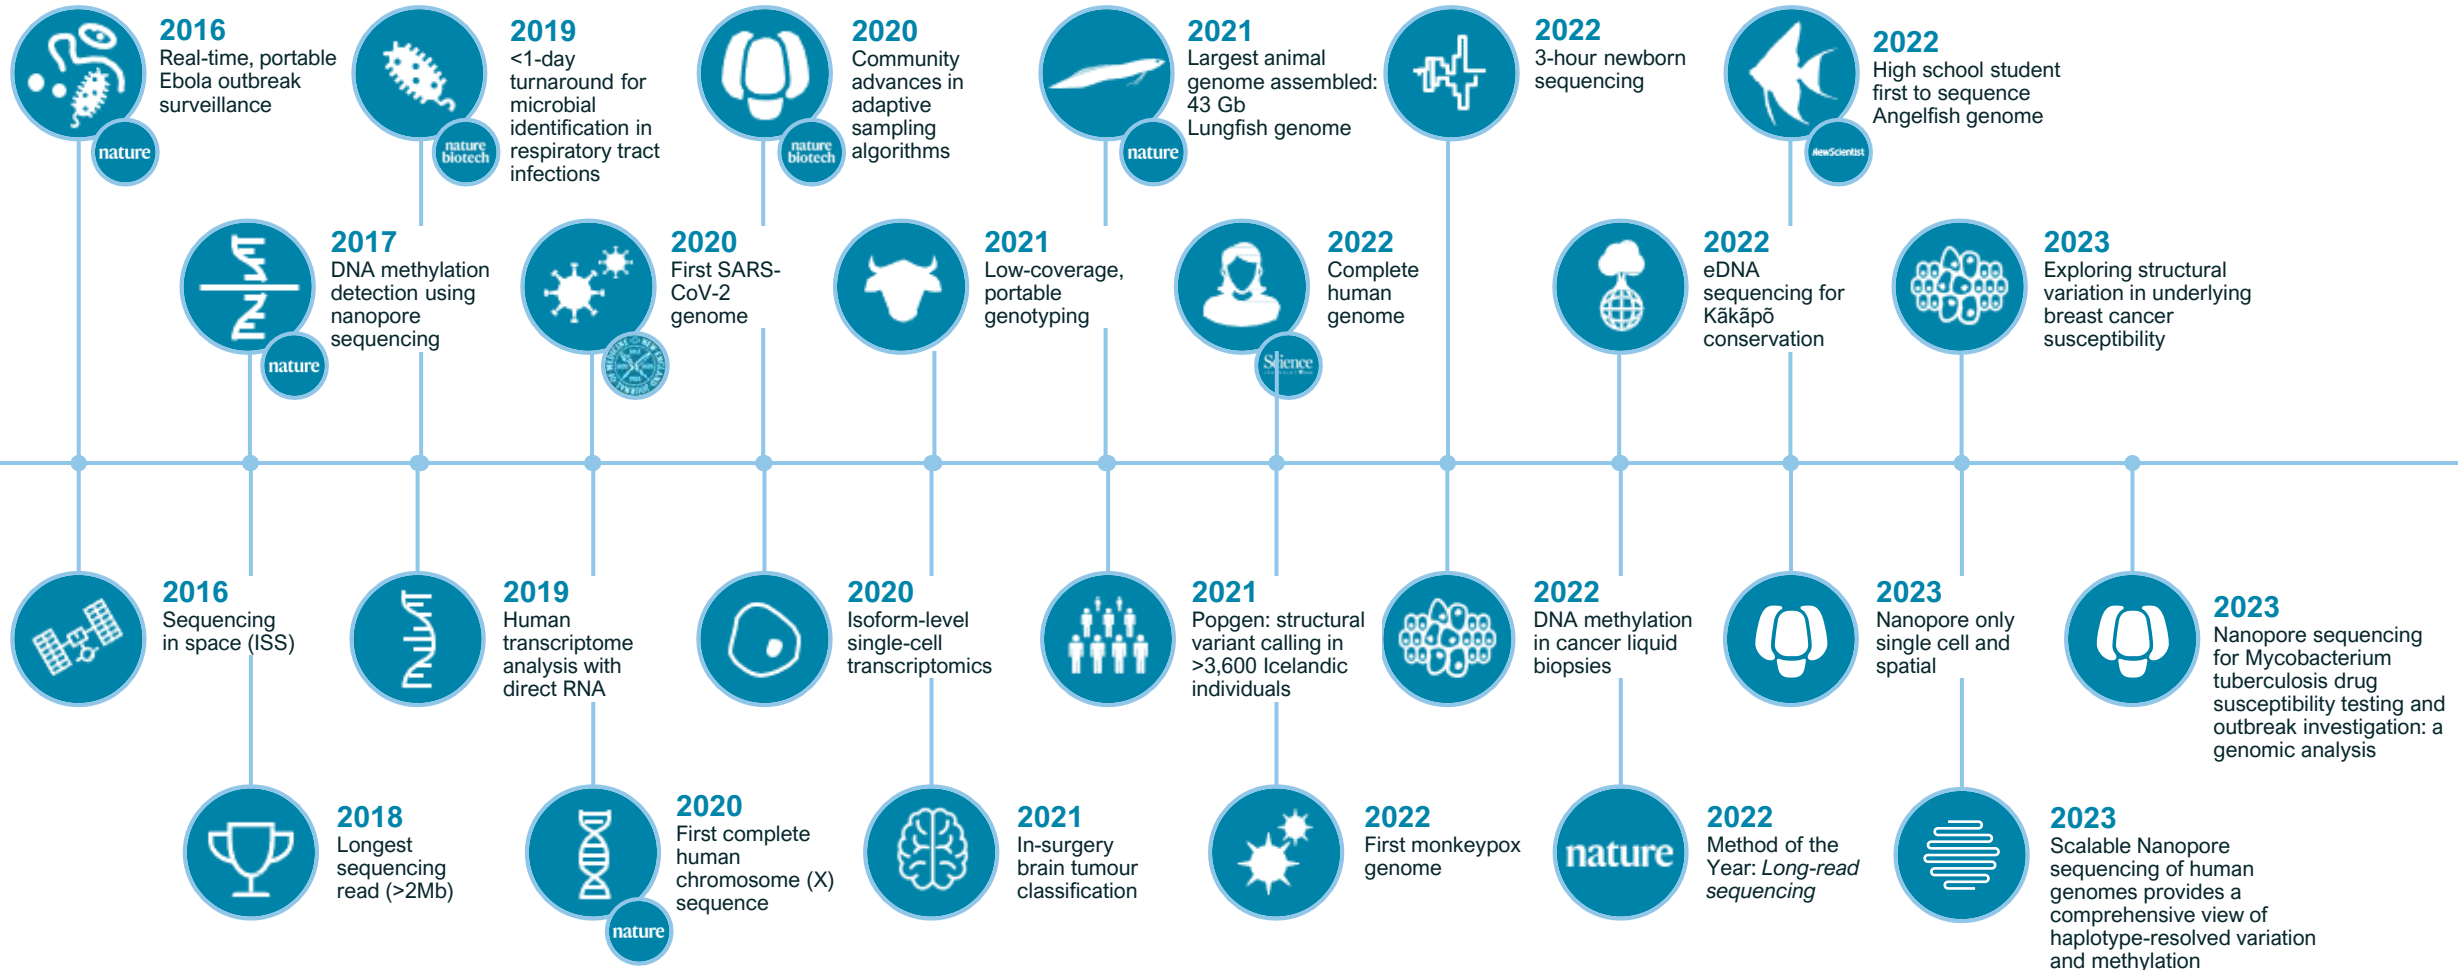 2016
Real-time, portable
Ebola outbreak
surveillance
nature
2019
<1-day
turnaround for
microbial
identification in
respiratory tract
infections
nature
biotech
2020
Community
advances in
adaptive
sampling
algorithms
nature
biotech
2021
Largest animal
genome assembled:
43 Gb
Lungfish genome
nature
2022
3-hour newborn
sequencing
2022
High school student
first to sequence
Angelfish genome
NewScientist
2017
DNA methylation
detection using
nanopore
sequencing
nature
2020
First SARS-
CoV-2
genome
2021
Low-coverage,
portable
genotyping
2022
Complete
human
genome
Science
2022
eDNA
sequencing for
Kãkãpõ
conservation
2023
Exploring structural
variation in underlying
breast cancer
susceptibility
2016
Sequencing
in space (ISS)
2019
Human
transcriptome
analysis with
direct RNA
2020
Isoform-level
single-cell
transcriptomics
2021
Popgen: structural
variant calling in
>3,600 Icelandic
individuals
2022
DNA methylation
in cancer liquid
biopsies
2023
Nanopore only
single cell and
spatial
2023
Nanopore sequencing
for Mycobacterium
tuberculosis drug
susceptibility testing and
outbreak investigation: a
genomic analysis
2018
Longest
sequencing
read (>2Mb)
2020
First complete
human
chromosome (X)
sequence
nature
2021
In-surgery
brain tumour
classification
2022
First monkeypox
genome
nature
2022
Method of the
Year: Long-read
sequencing
2023
Scalable Nanopore
sequencing of human
genomes provides a
comprehensive view of
haplotype-resolved variation
and methylation